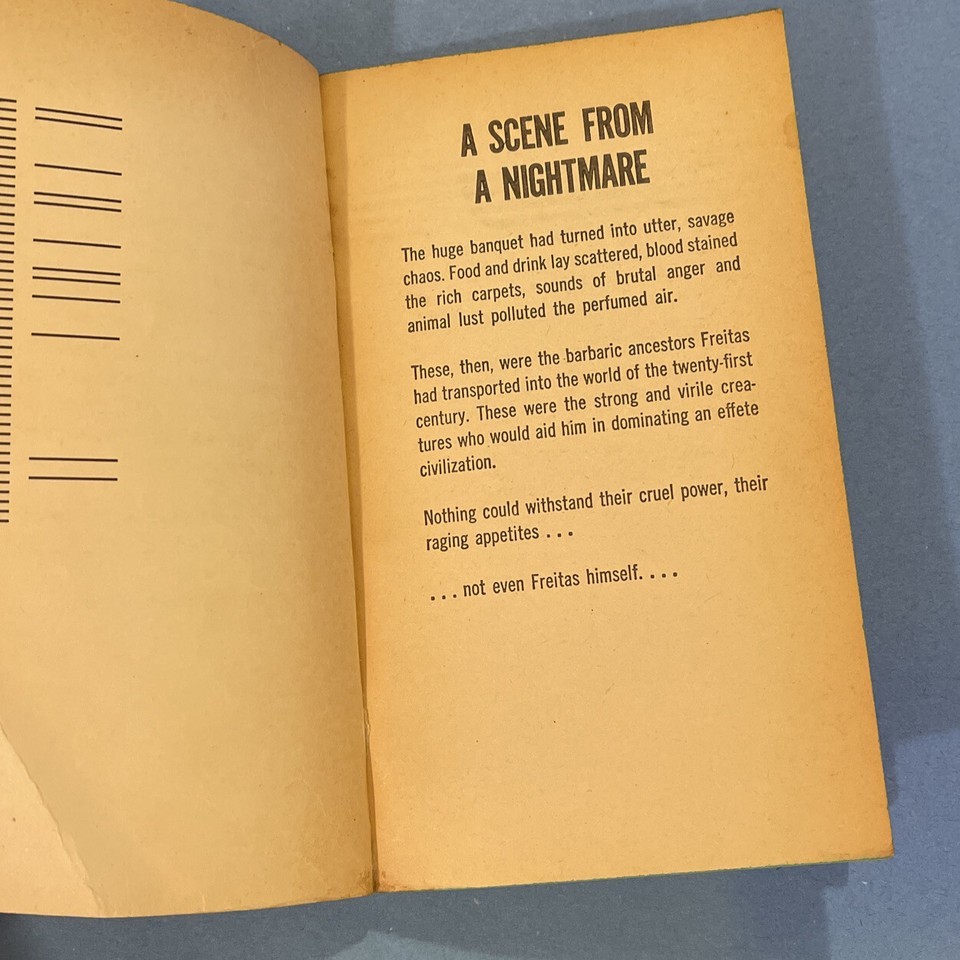 A SCENE FROM
A NIGHTMARE
The huge banquet had turned into utter, savage
chaos. Food and drink lay scattered, blood stained
the rich carpets, sounds of brutal anger and
animal lust polluted the perfumed air.
These, then, were the barbaric ancestors Freitas
had transported into the world of the twenty-first
century. These were the strong and virile crea-
tures who would aid him in dominating an effete
civilization.
Nothing could withstand their cruel power, their
raging appetites . . .
. . . not even Freitas himself. . . .